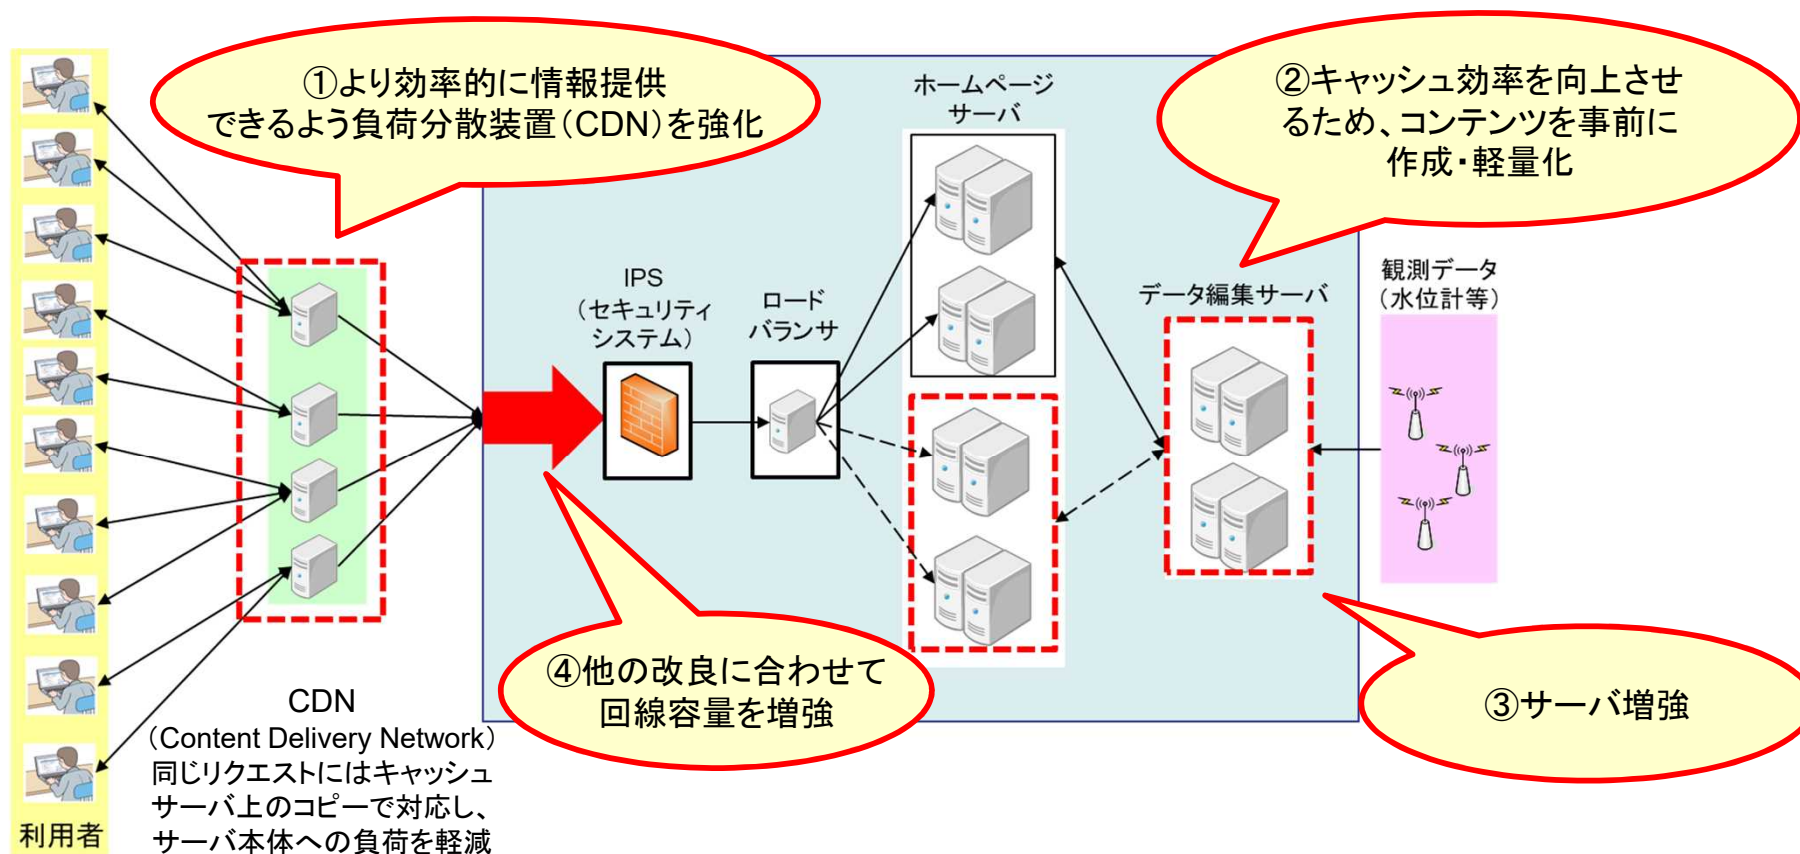 ①より効率的に情報提供
できるよう負荷分散装置(CDN)を強化
ホームページ
サーバ
②キャッシュ効率を向上させ
るため、コンテンツを事前に
作成・軽量化
IPS
(セキュリティ
システム)
ロード
バランサ
データ編集サーバ
観測データ
(水位計等)
④他の改良に合わせて
回線容量を増強
③サーバ増強
CDN
(Content Delivery Network)
同じリクエストにはキャッシュ
サーバ上のコピーで対応し、
サーバ本体への負荷を軽減
利用者